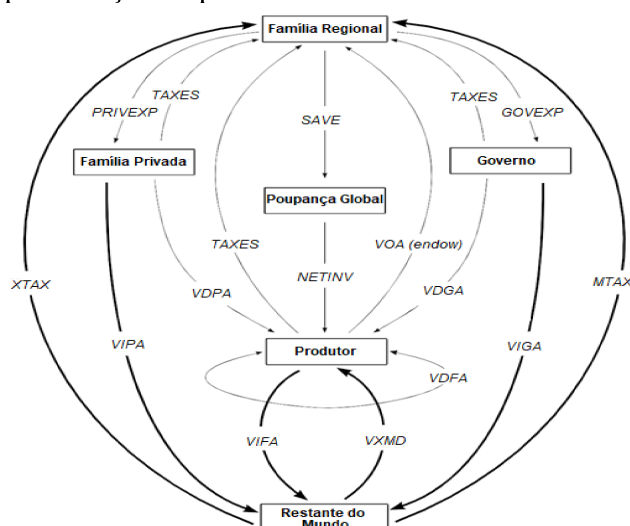 Família Regional
TAXES
TAXES
PRIVEXP
GOVEXP
SAVE
Família Privada
Governo
Poupança Global
TAXES
VOA (endow)
NETINV
XTAX
MTAX
VDPA
VDGA
VIPA
VIGA
Produtor
VDFA
VIFA
VXMD
Restante do
Mundo